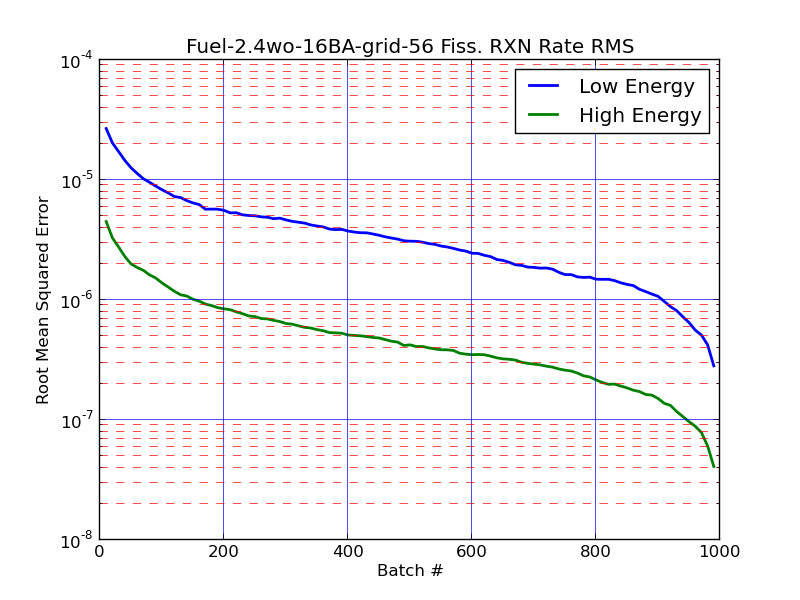 Fuel-2.4wo-16BA-grid-56 Fiss. RXN Rate RMS
Low Energy
High Energy
Root Mean Squared Error
10^-4
10^-5
10^-6
10^-7
10^-8
0 200 400 600 800 1000
Batch #